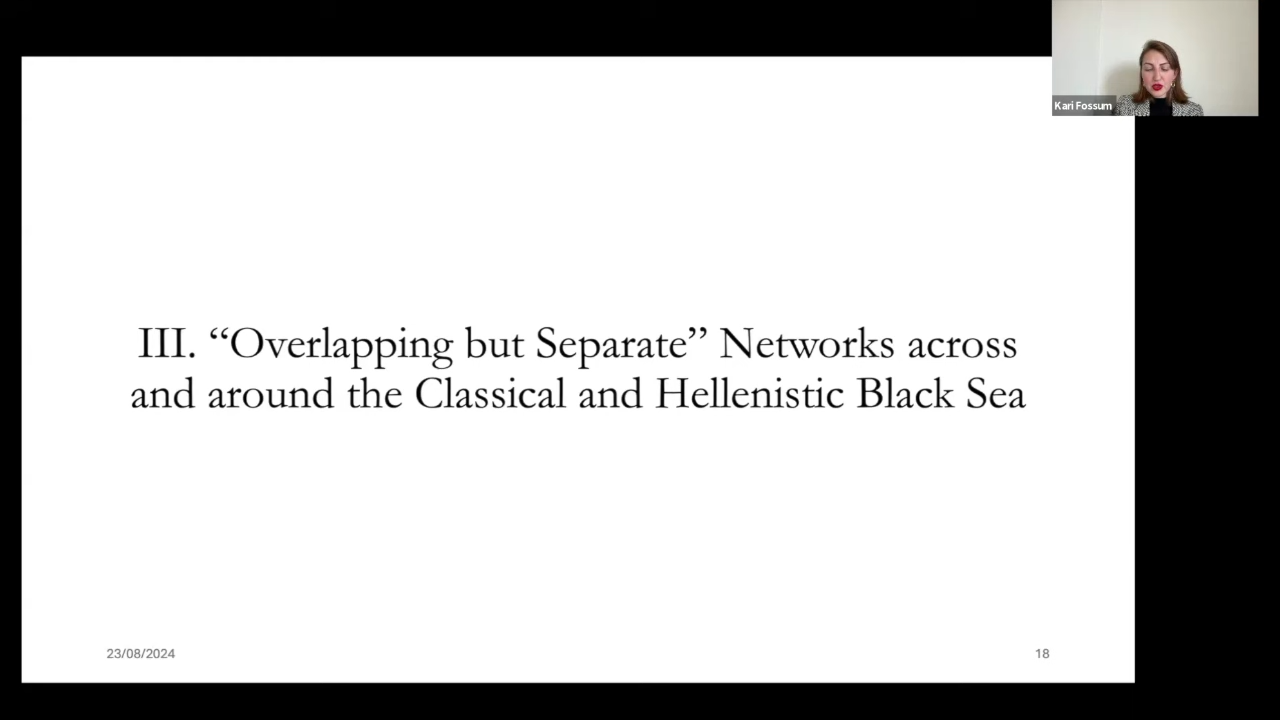 Kari Fossum
III. “Overlapping but Separate” Networks across
and around the Classical and Hellenistic Black Sea
23/08/2024
18